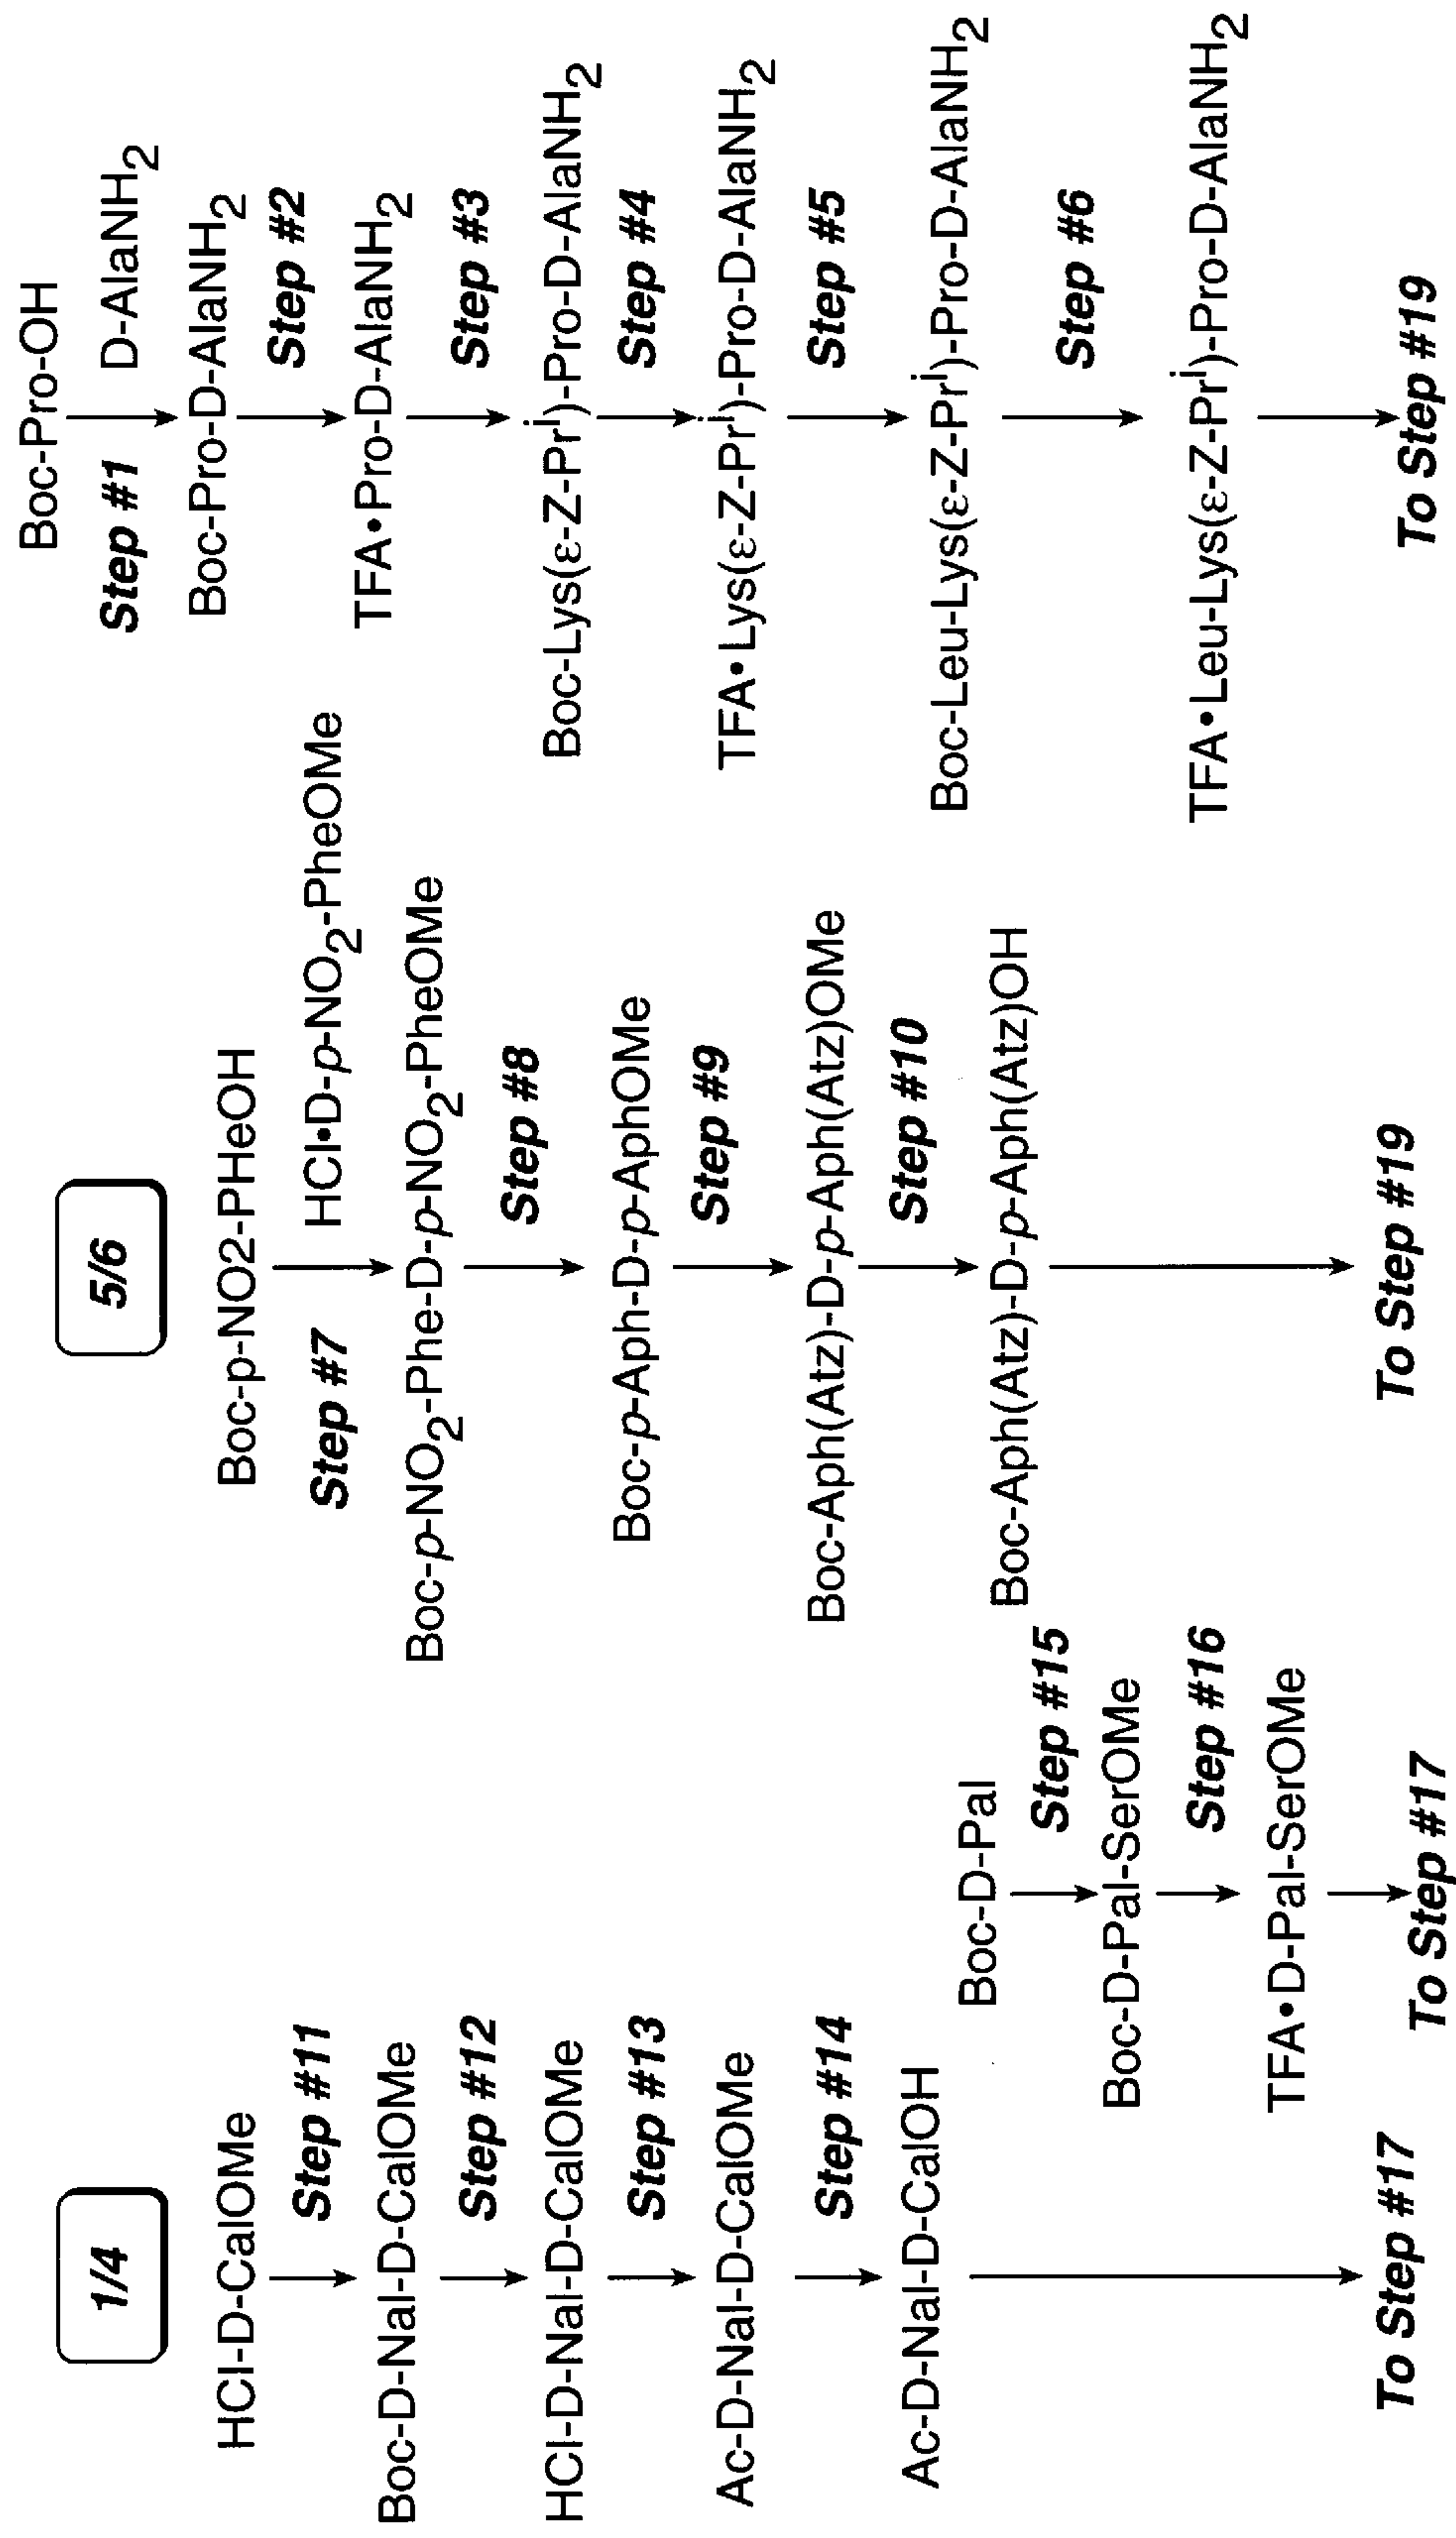 1/4
HCl-D-CalOMe
Step #11
Boc-D-Nal-D-CalOMe
Step #12
HCl-D-Nal-D-CalOMe
Step #13
Ac-D-Nal-D-CalOMe
Step #14
Ac-D-Nal-D-CalOH
To Step #17
Boc-D-Pal
Step #15
Boc-D-Pal-SerOMe
Step #16
TFA•D-Pal-SerOMe
To Step #17
5/6
Boc-p-NO2-PHeOH
Step #7 HCl•D-p-NO2-PheOMe
Boc-p-NO2-Phe-D-p-NO2-PheOMe
Step #8
Boc-p-Aph-D-p-AphOMe
Step #9
Boc-Aph(Atz)-D-p-Aph(Atz)OMe
Step #10
Boc-Aph(Atz)-D-p-Aph(Atz)OH
To Step #19
Boc-Pro-OH
Step #1 D-AlaNH2
Boc-Pro-D-AlaNH2
Step #2
TFA•Pro-D-AlaNH2
Step #3
Boc-Lys(ε-Z-Prⁱ)-Pro-D-AlaNH2
Step #4
TFA•Lys(ε-Z-Prⁱ)-Pro-D-AlaNH2
Step #5
Boc-Leu-Lys(ε-Z-Prⁱ)-Pro-D-AlaNH2
Step #6
TFA•Leu-Lys(ε-Z-Prⁱ)-Pro-D-AlaNH2
To Step #19